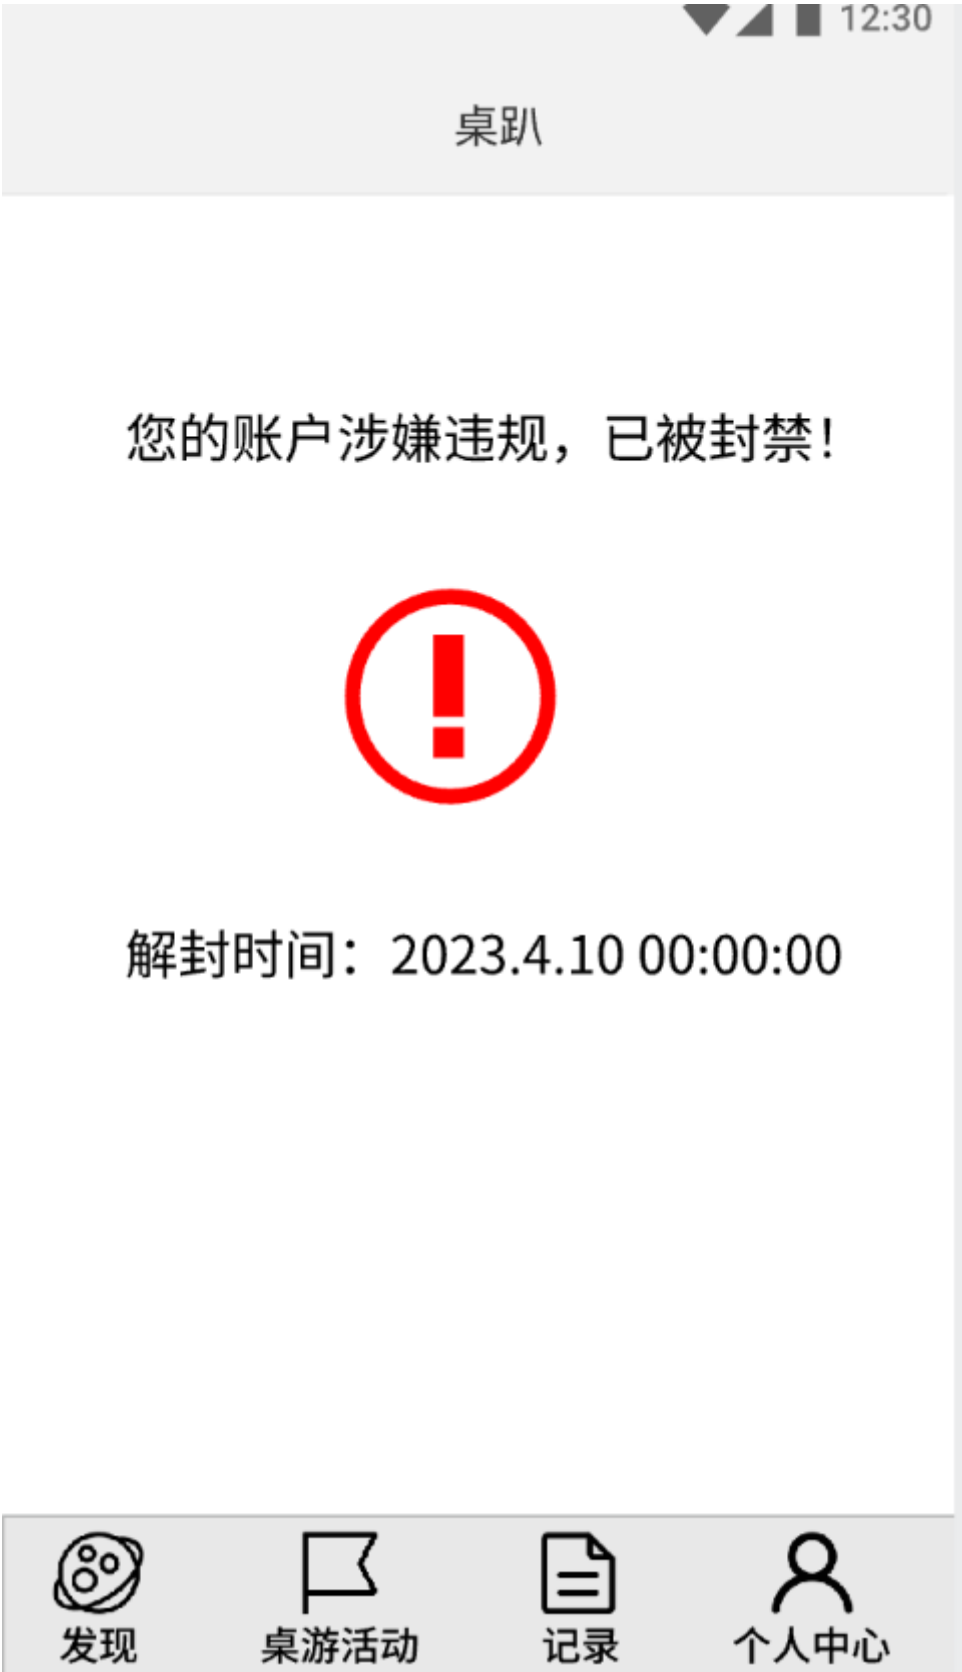 12:30
桌趴
您的账户涉嫌违规，已被封禁！
解封时间：2023.4.10 00:00:00
发现 桌游活动 记录 个人中心